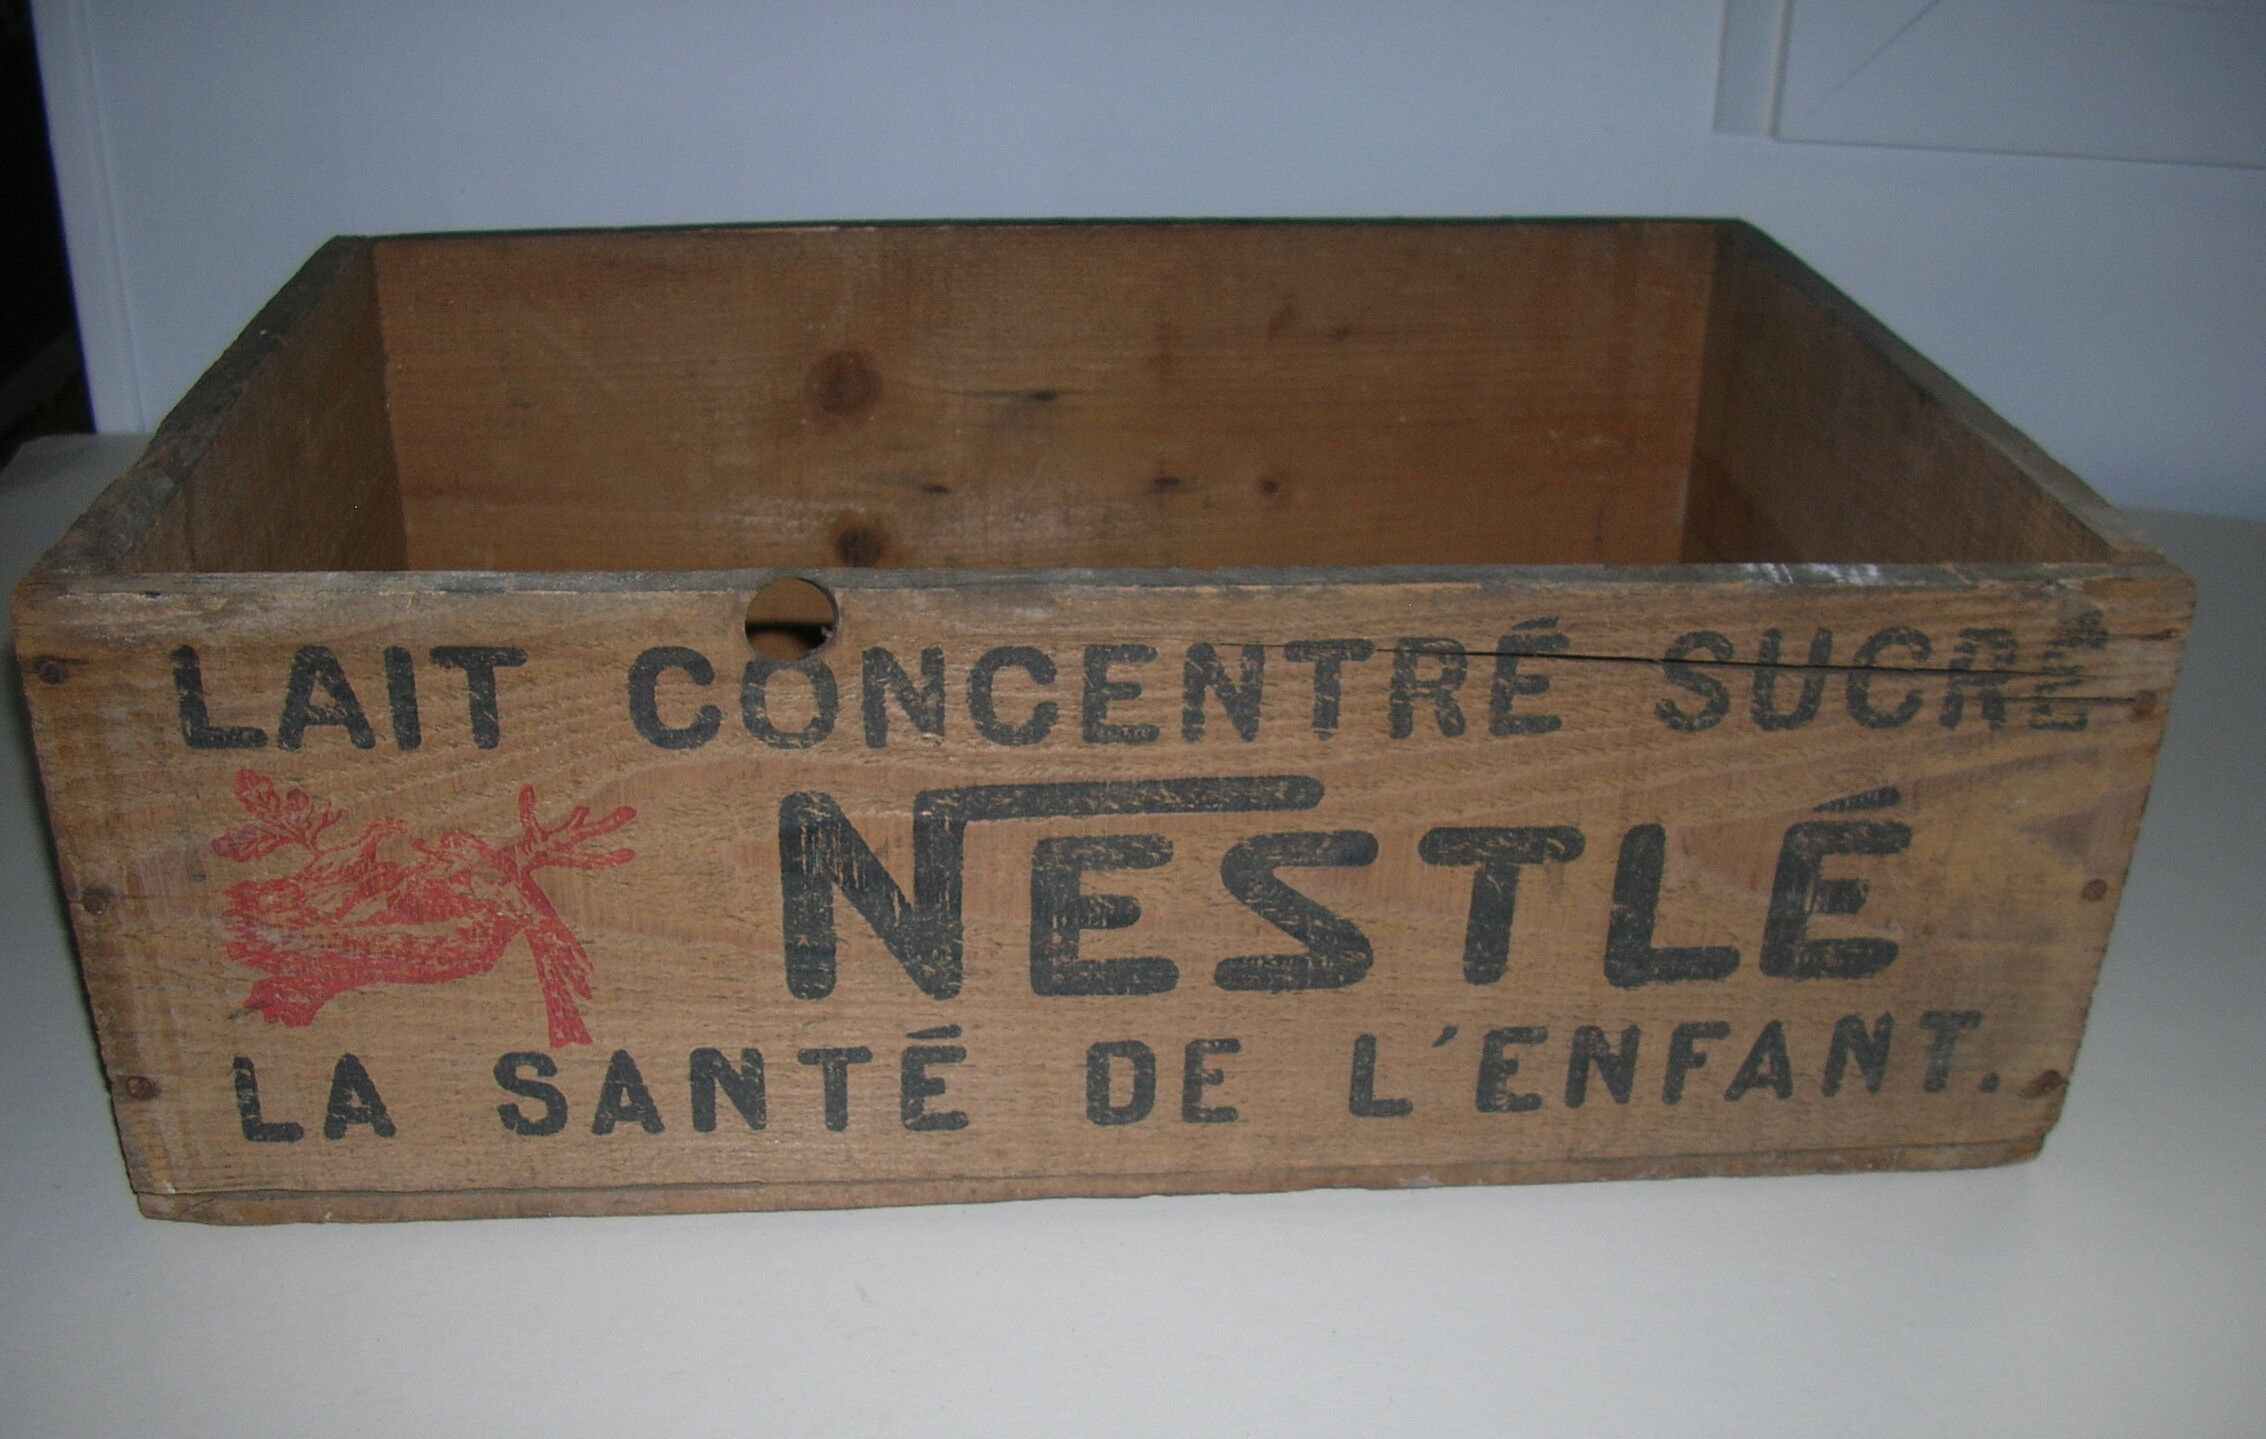 LAIT CONCENTRÉ SUCRÉ
NESTLÉ
LA SANTÉ DE L'ENFANT.